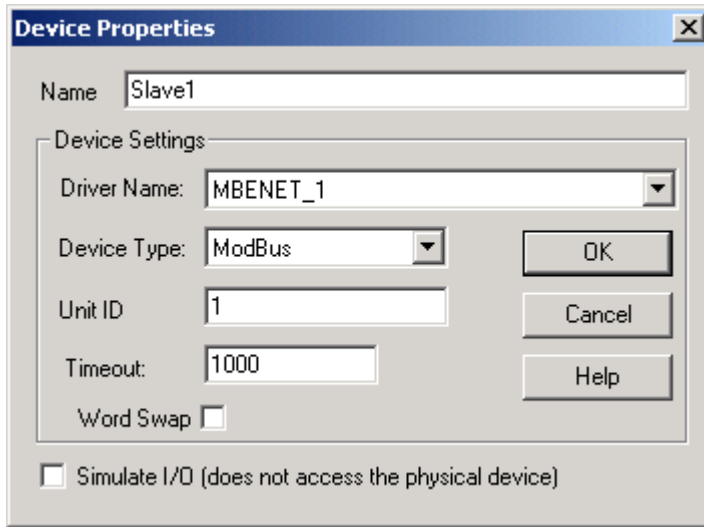 Device Properties
Name Slave1
Device Settings
Driver Name: MBENET_1
Device Type: ModBus
OK
Unit ID 1
Cancel
Timeout: 1000
Help
Word Swap
Simulate I/O (does not access the physical device)